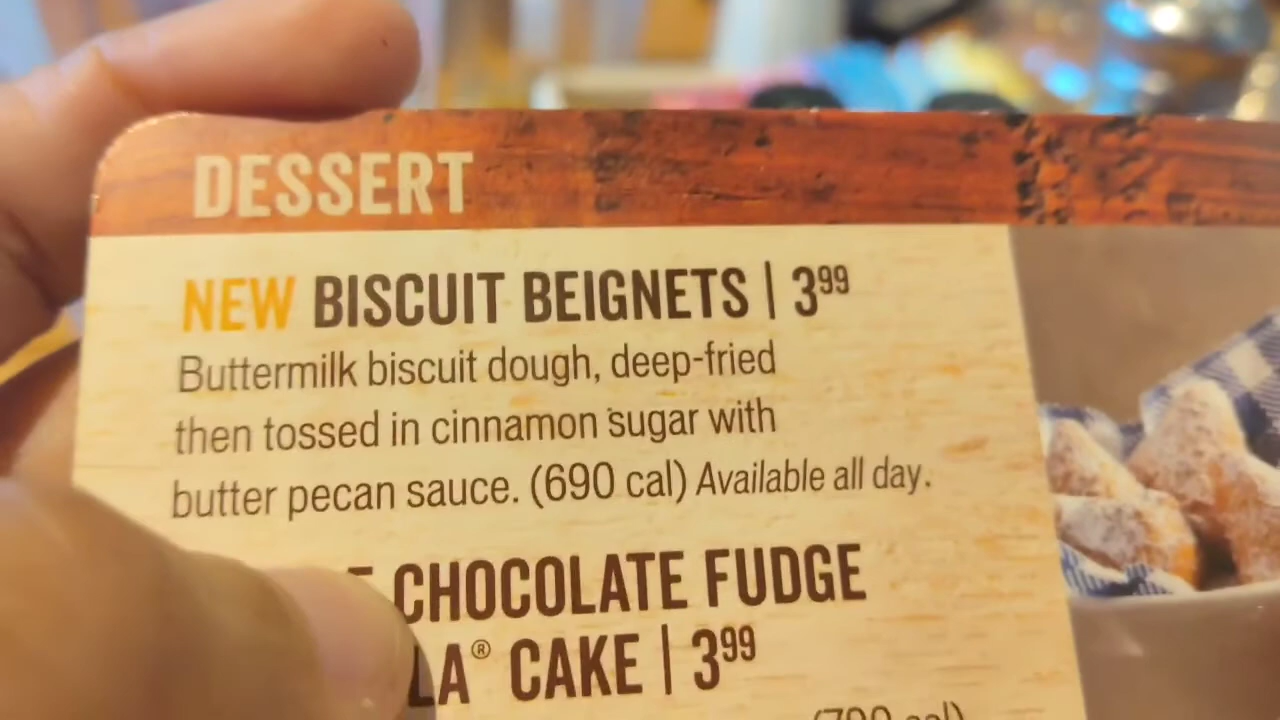 DESSERT
NEW BISCUIT BEIGNETS | 3⁹⁹
Buttermilk biscuit dough, deep-fried
then tossed in cinnamon sugar with
butter pecan sauce. (690 cal) Available all day.
CHOCOLATE FUDGE
CAKE | 3⁹⁹